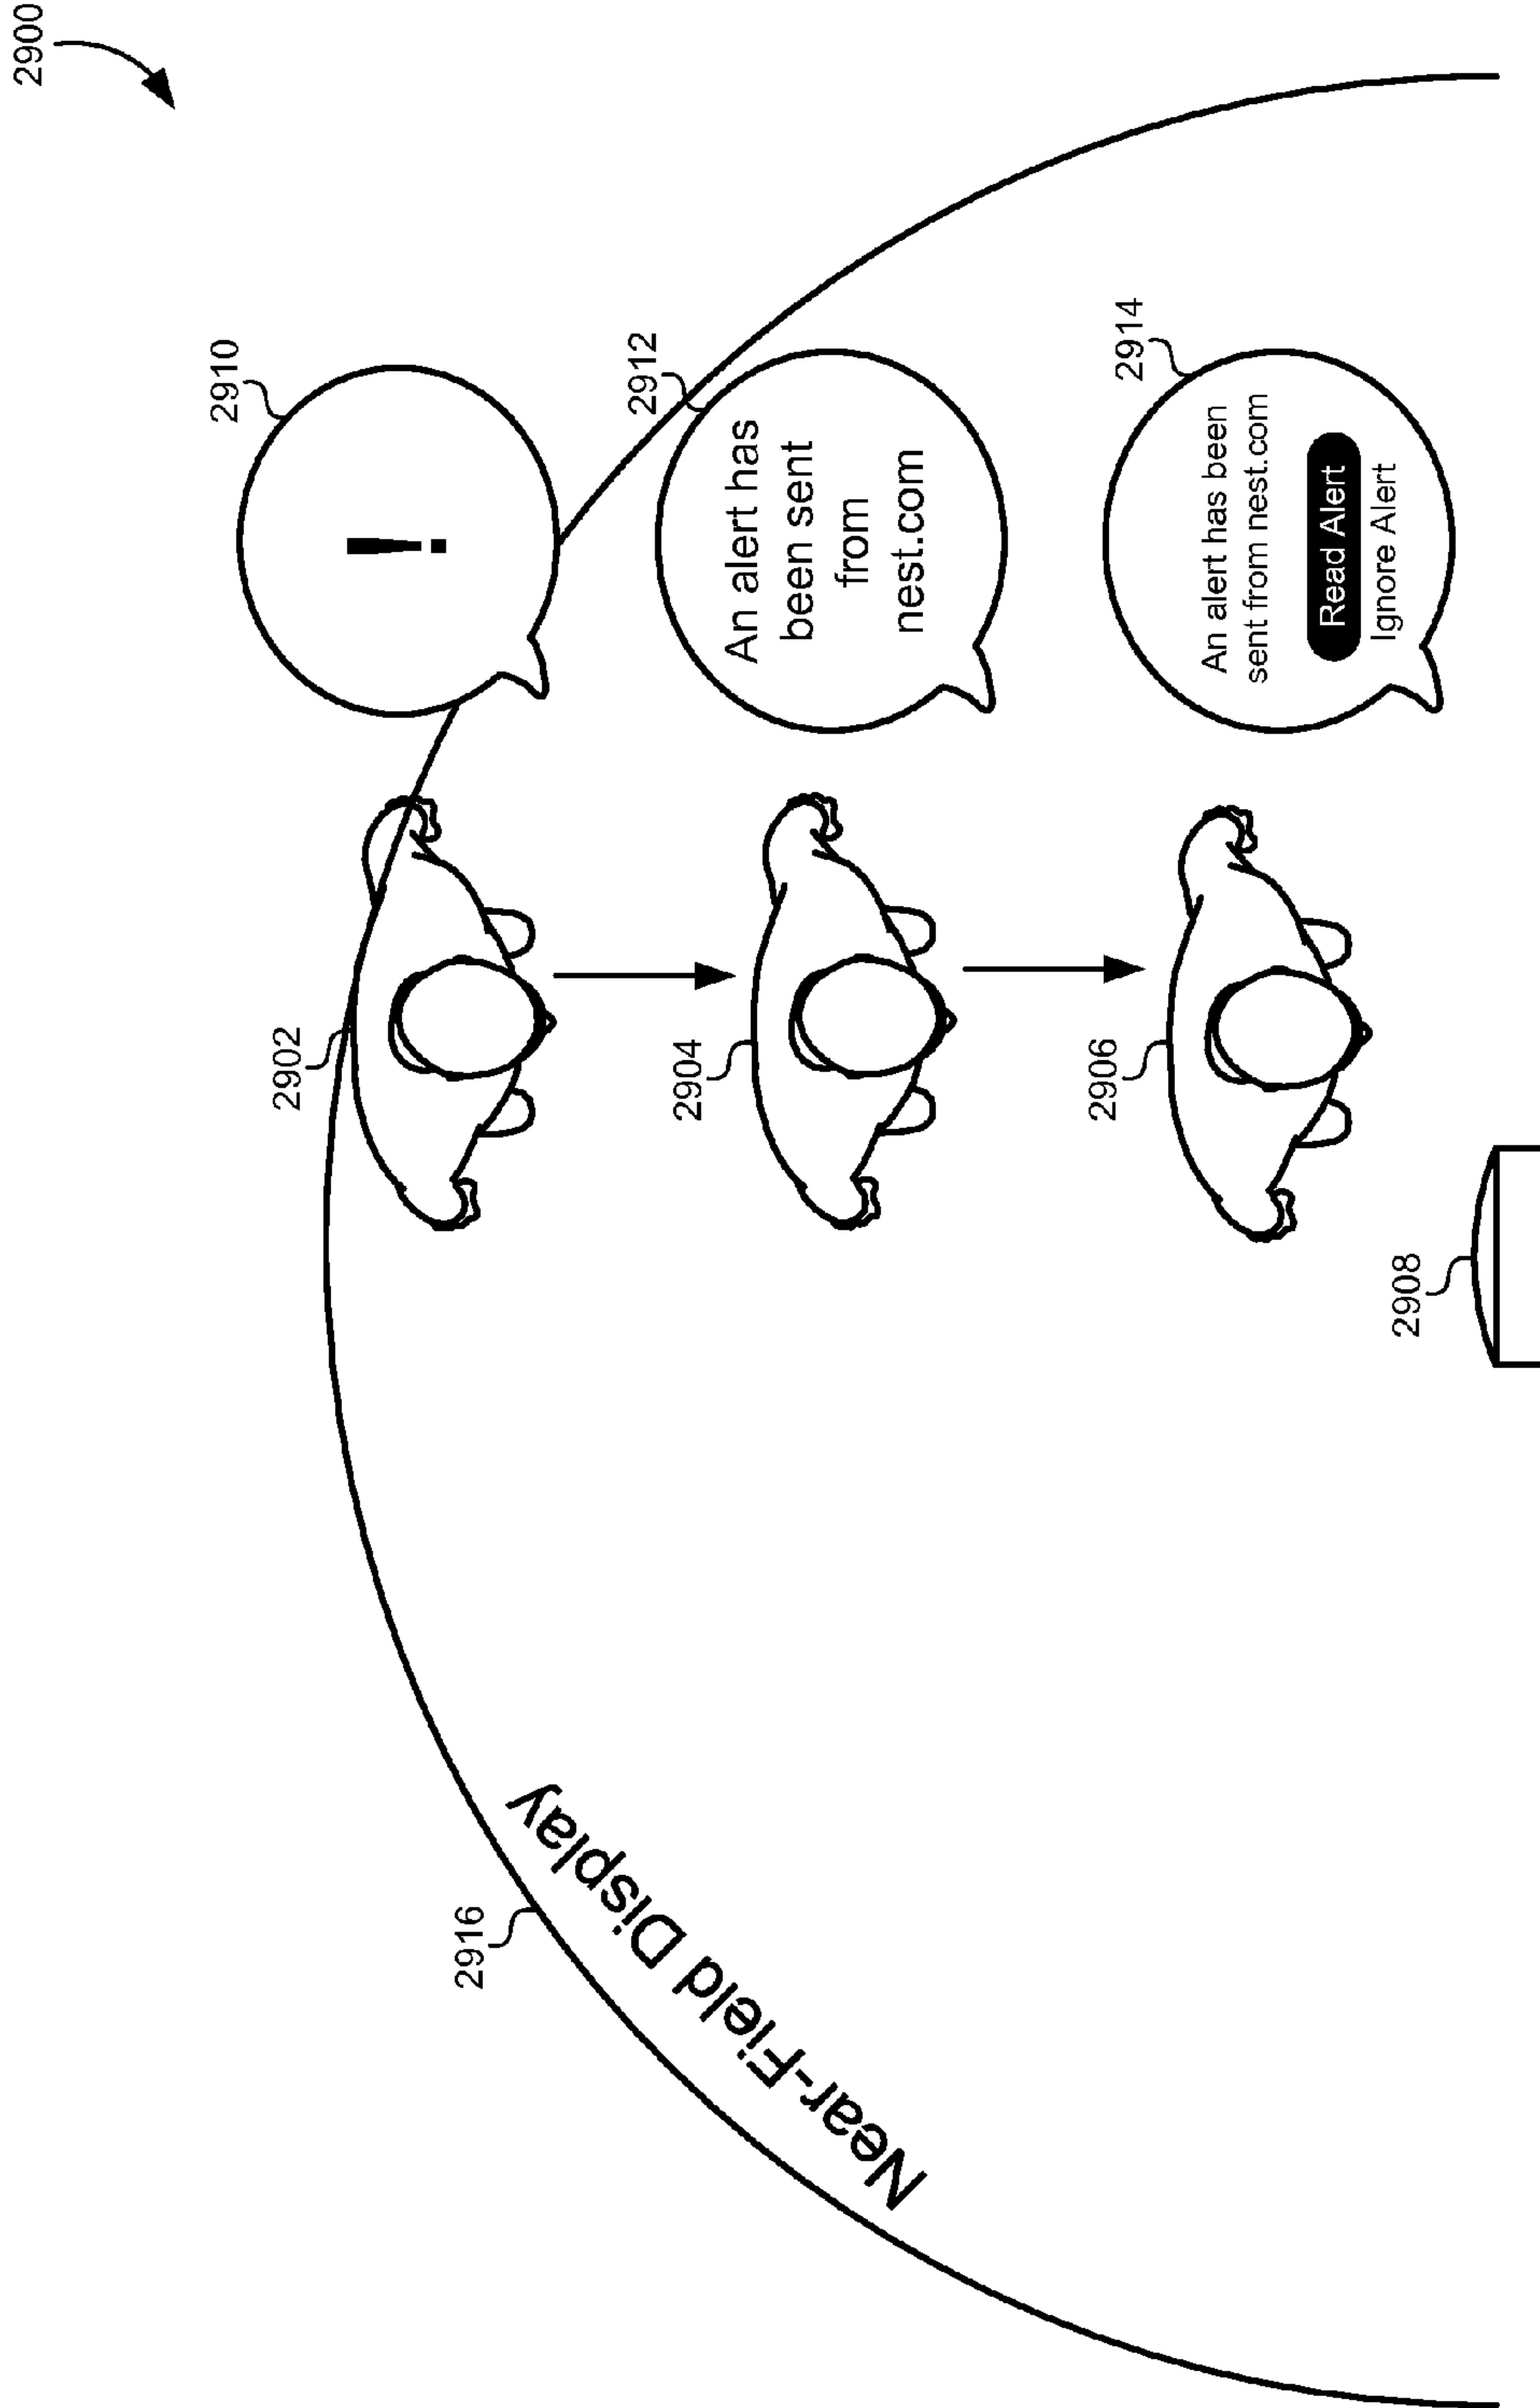 2900
2910
!
2902
2912
An alert has
been sent
from
nest.com
2904
2914
An alert has been
sent from nest.com
Read Alert
Ignore Alert
2906
2908
2916
Near-Field Display